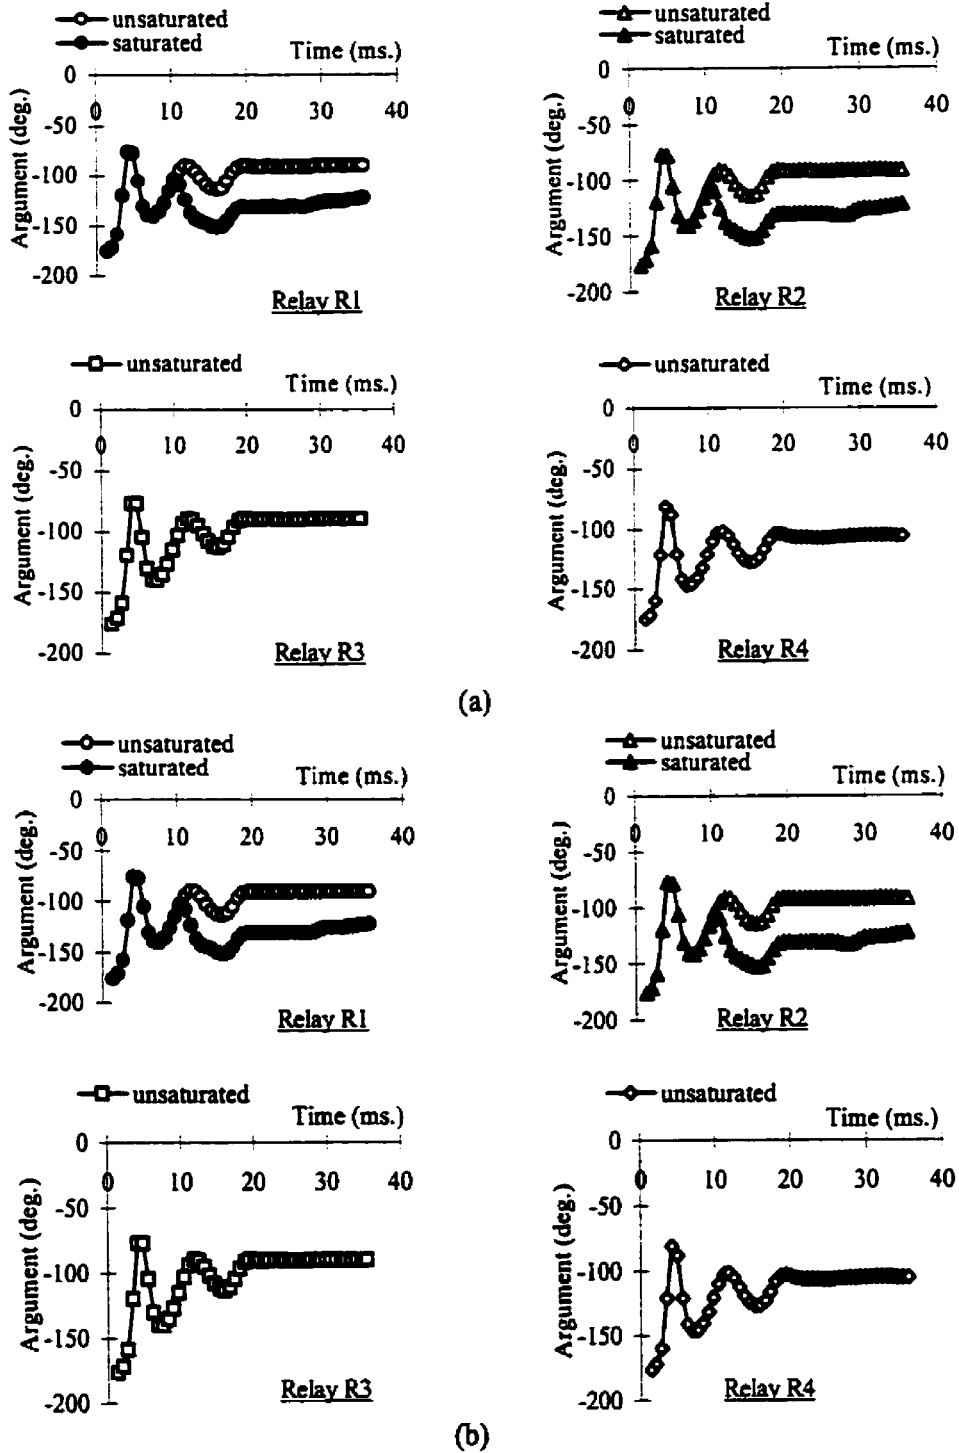 unsaturated
saturated
Time (ms.)
0
0 10 20 30 40
-50
-100
-150
-200
Argument (deg.)
Relay R1
unsaturated
saturated
Time (ms.)
0
0 10 20 30 40
-50
-100
-150
-200
Argument (deg.)
Relay R2
unsaturated
Time (ms.)
0
0 10 20 30 40
-50
-100
-150
-200
Argument (deg.)
Relay R3
unsaturated
Time (ms.)
0
0 10 20 30 40
-50
-100
-150
-200
Argument (deg.)
Relay R4
(a)
unsaturated
saturated
Time (ms.)
0
0 10 20 30 40
-50
-100
-150
-200
Argument (deg.)
Relay R1
unsaturated
saturated
Time (ms.)
0
0 10 20 30 40
-50
-100
-150
-200
Argument (deg.)
Relay R2
unsaturated
Time (ms.)
0
0 10 20 30 40
-50
-100
-150
-200
Argument (deg.)
Relay R3
unsaturated
Time (ms.)
0
0 10 20 30 40
-50
-100
-150
-200
Argument (deg.)
Relay R4
(b)